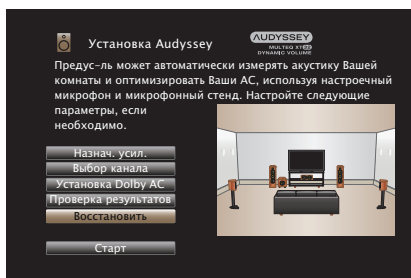 Установка Audyssey
AUDYSSEY
MULTEQ XT32
DYNAMIC VOLUME
Предус-ль может автоматически измерять акустику Вашей
комнаты и оптимизировать Ваши АС, используя настроечный
микрофон и микрофонный стенд. Настройте следующие
параметры, если
необходимо.
Назнач. усил.
Выбор канала
Установка Dolby АС
Проверка результатов
Восстановить
Старт